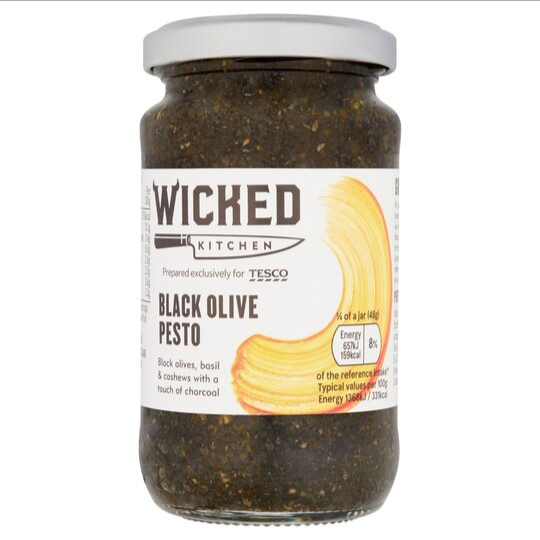 WICKED
KITCHEN
Prepared exclusively for TESCO
BLACK OLIVE
PESTO
Black olives, basil
& cashews with a
touch of charcoal
¼ of a jar (48g)
Energy
657kJ
159kcal
8%
of the reference intake*
Typical values per 100g:
Energy 1368kJ / 331kcal